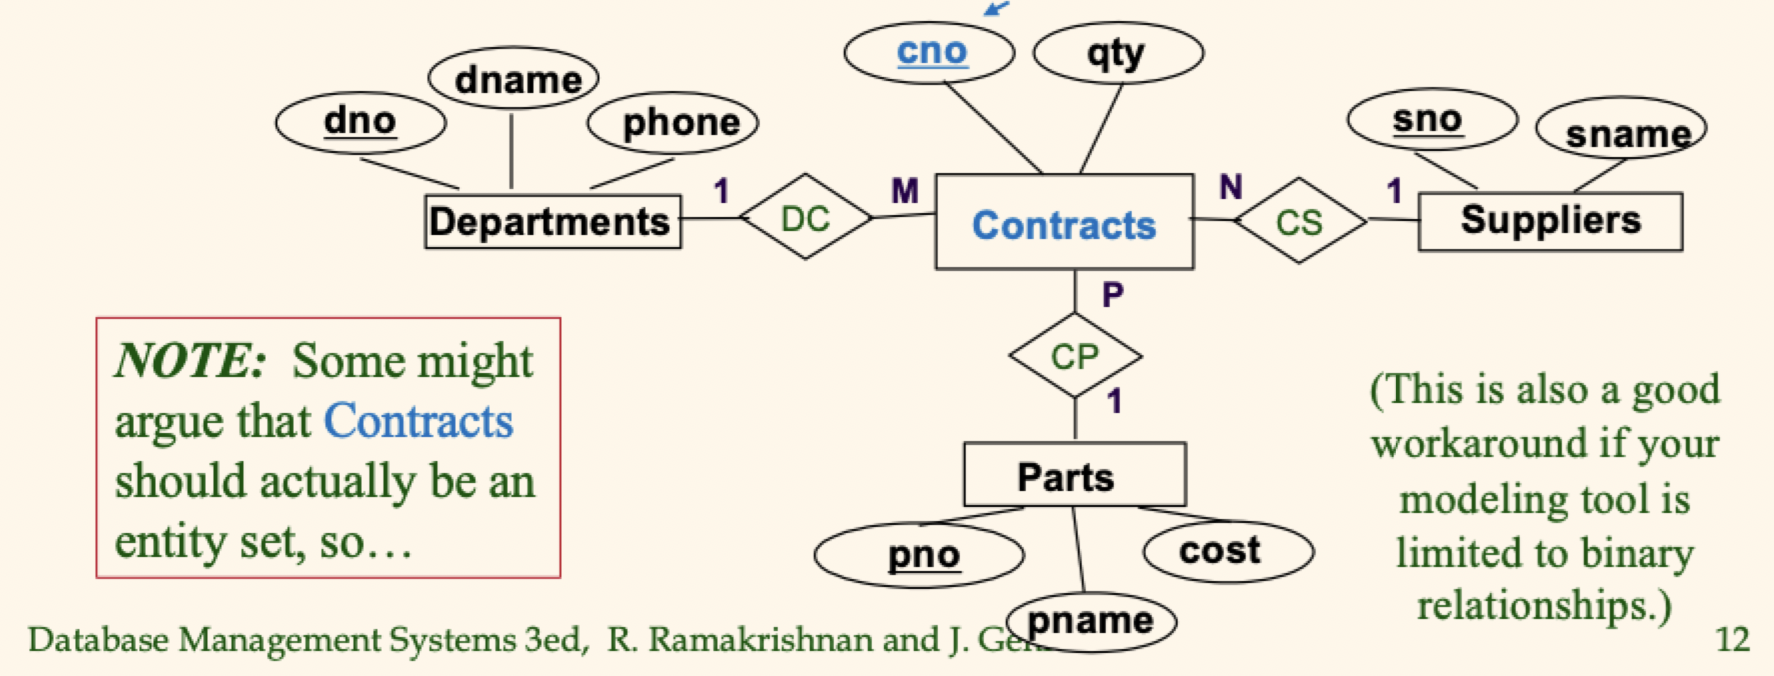 cno
qty
dname
dno
phone
sno
sname
1
M
N
1
Departments
DC
Contracts
CS
Suppliers
P
CP
1
Parts
pno
cost
pname
NOTE: Some might
argue that Contracts
should actually be an
entity set, so…
(This is also a good
workaround if your
modeling tool is
limited to binary
relationships.)
Database Management Systems 3ed, R. Ramakrishnan and J.
12